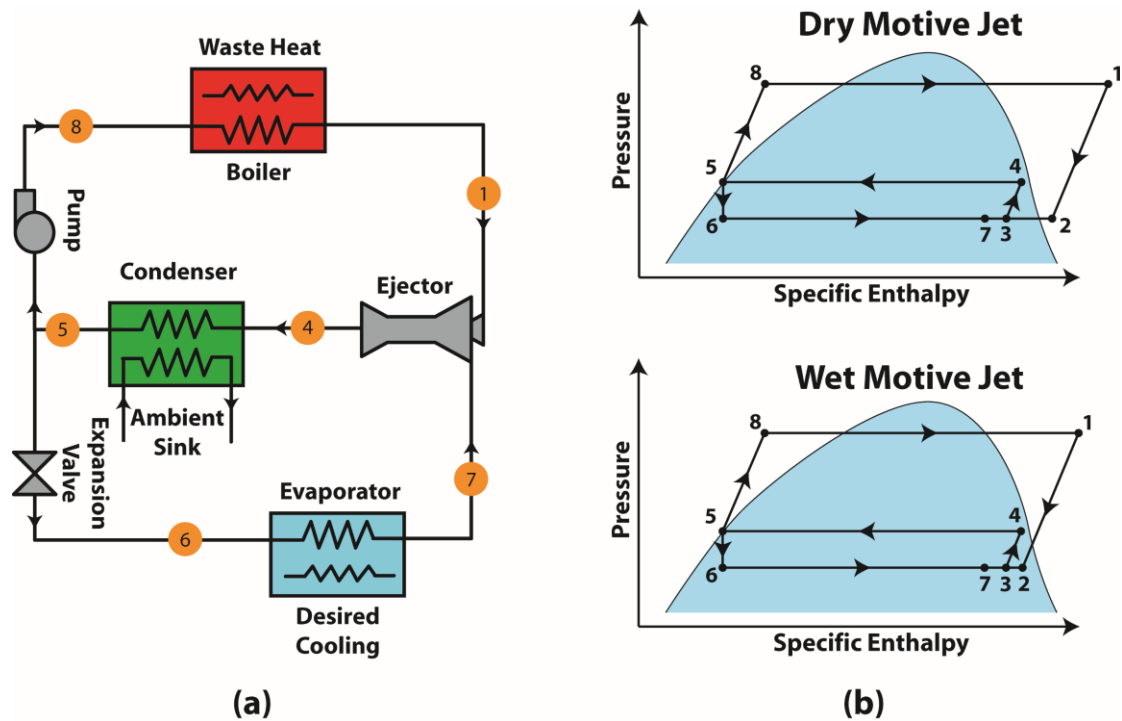 Waste Heat
Boiler
8
1
Pump
Condenser
Ejector
5
4
Ambient
Sink
Expansion
Valve
7
Evaporator
6
Desired
Cooling
(a)
Dry Motive Jet
Pressure
8
1
5
4
6
7
3
2
Specific Enthalpy
Wet Motive Jet
Pressure
8
1
5
4
6
7
3
2
Specific Enthalpy
(b)